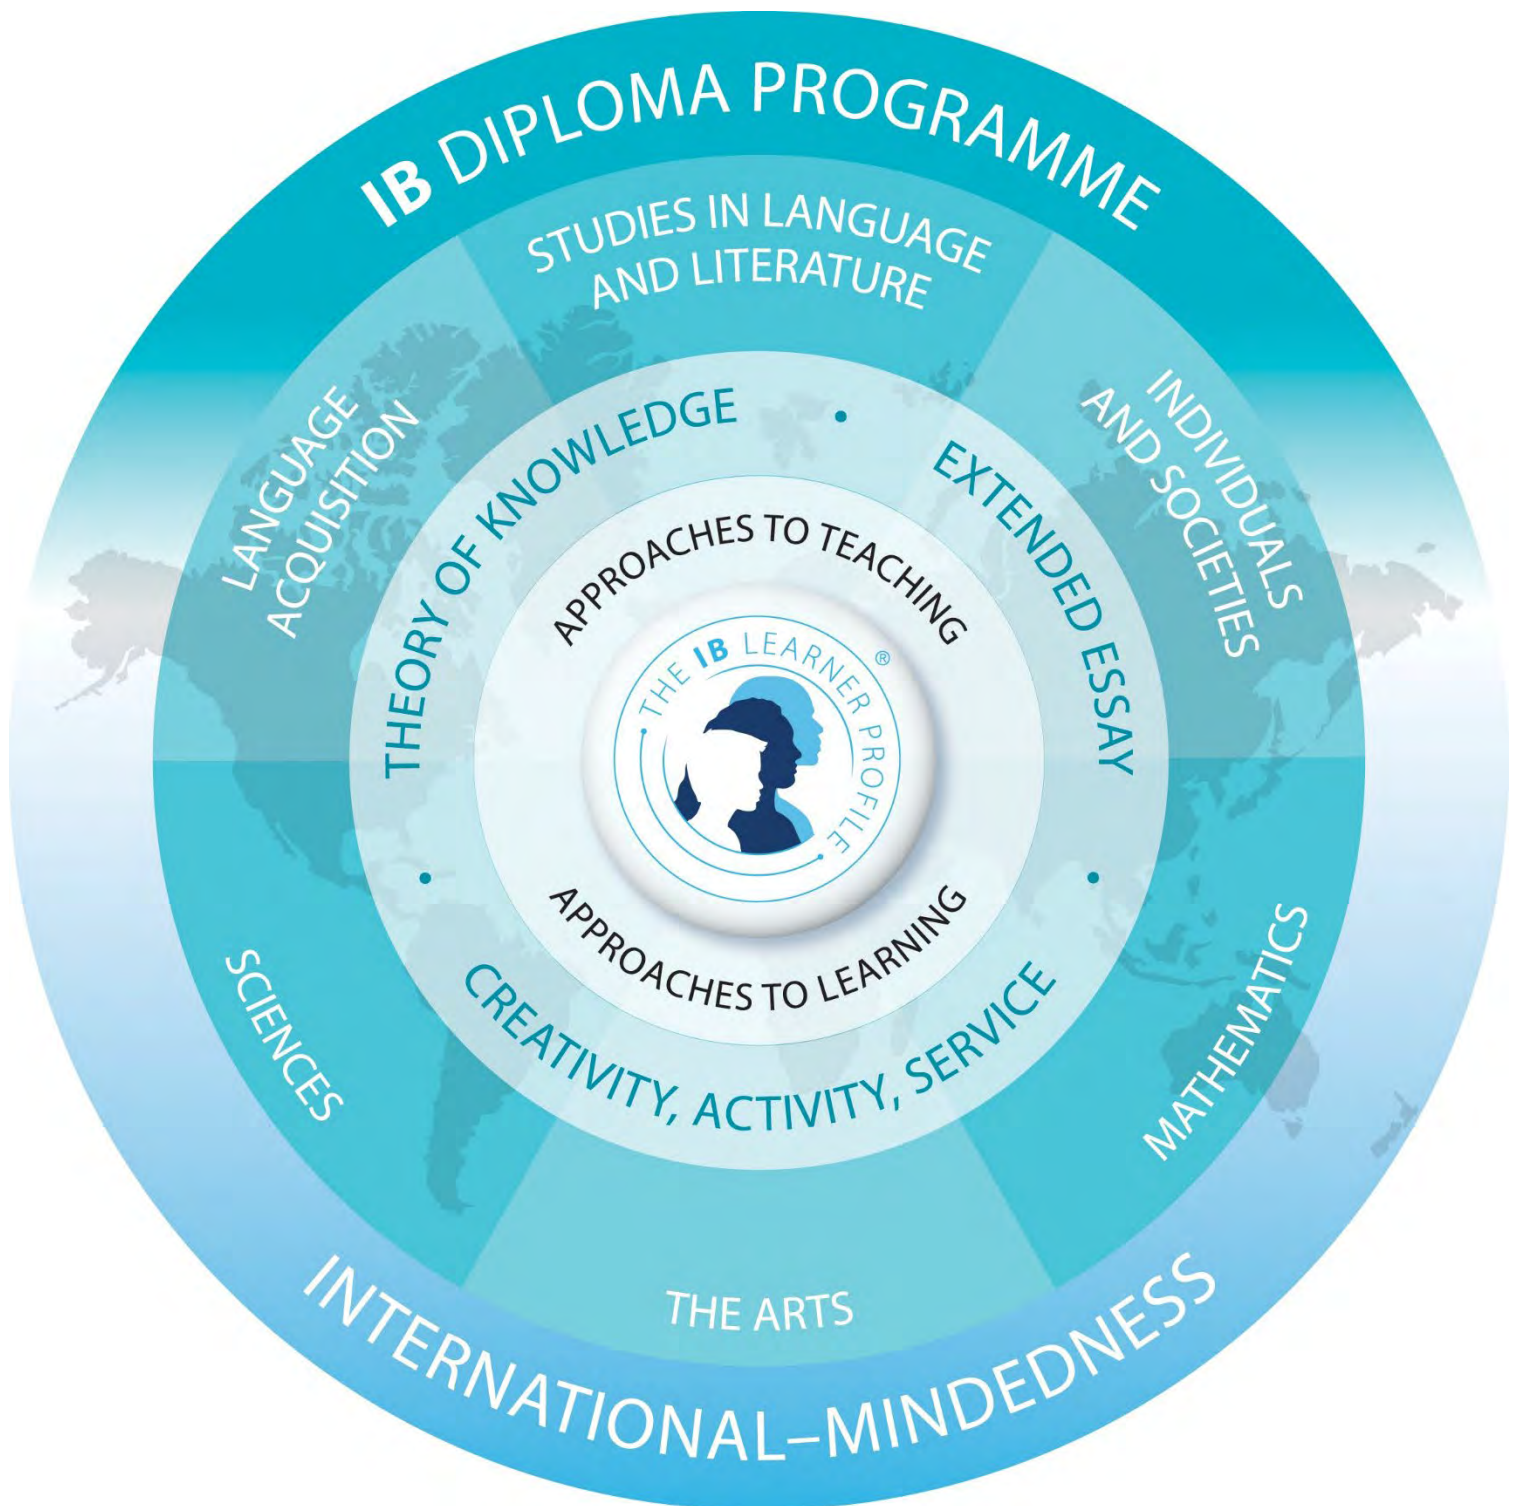 IB DIPLOMA PROGRAMME
STUDIES IN LANGUAGE
AND LITERATURE
LANGUAGE
ACQUISITION
INDIVIDUALS
AND SOCIETIES
THEORY OF KNOWLEDGE
•
EXTENDED ESSAY
•
CREATIVITY, ACTIVITY, SERVICE
•
APPROACHES TO TEACHING
THE IB LEARNER PROFILE ®
APPROACHES TO LEARNING
SCIENCES
MATHEMATICS
THE ARTS
INTERNATIONAL–MINDEDNESS